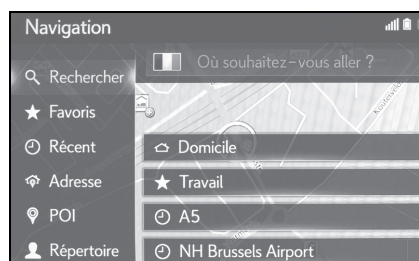 Navigation
Où souhaitez-vous aller ?
Rechercher
Favoris
Récent
Adresse
POI
Répertoire
Domicile
Travail
A5
NH Brussels Airport